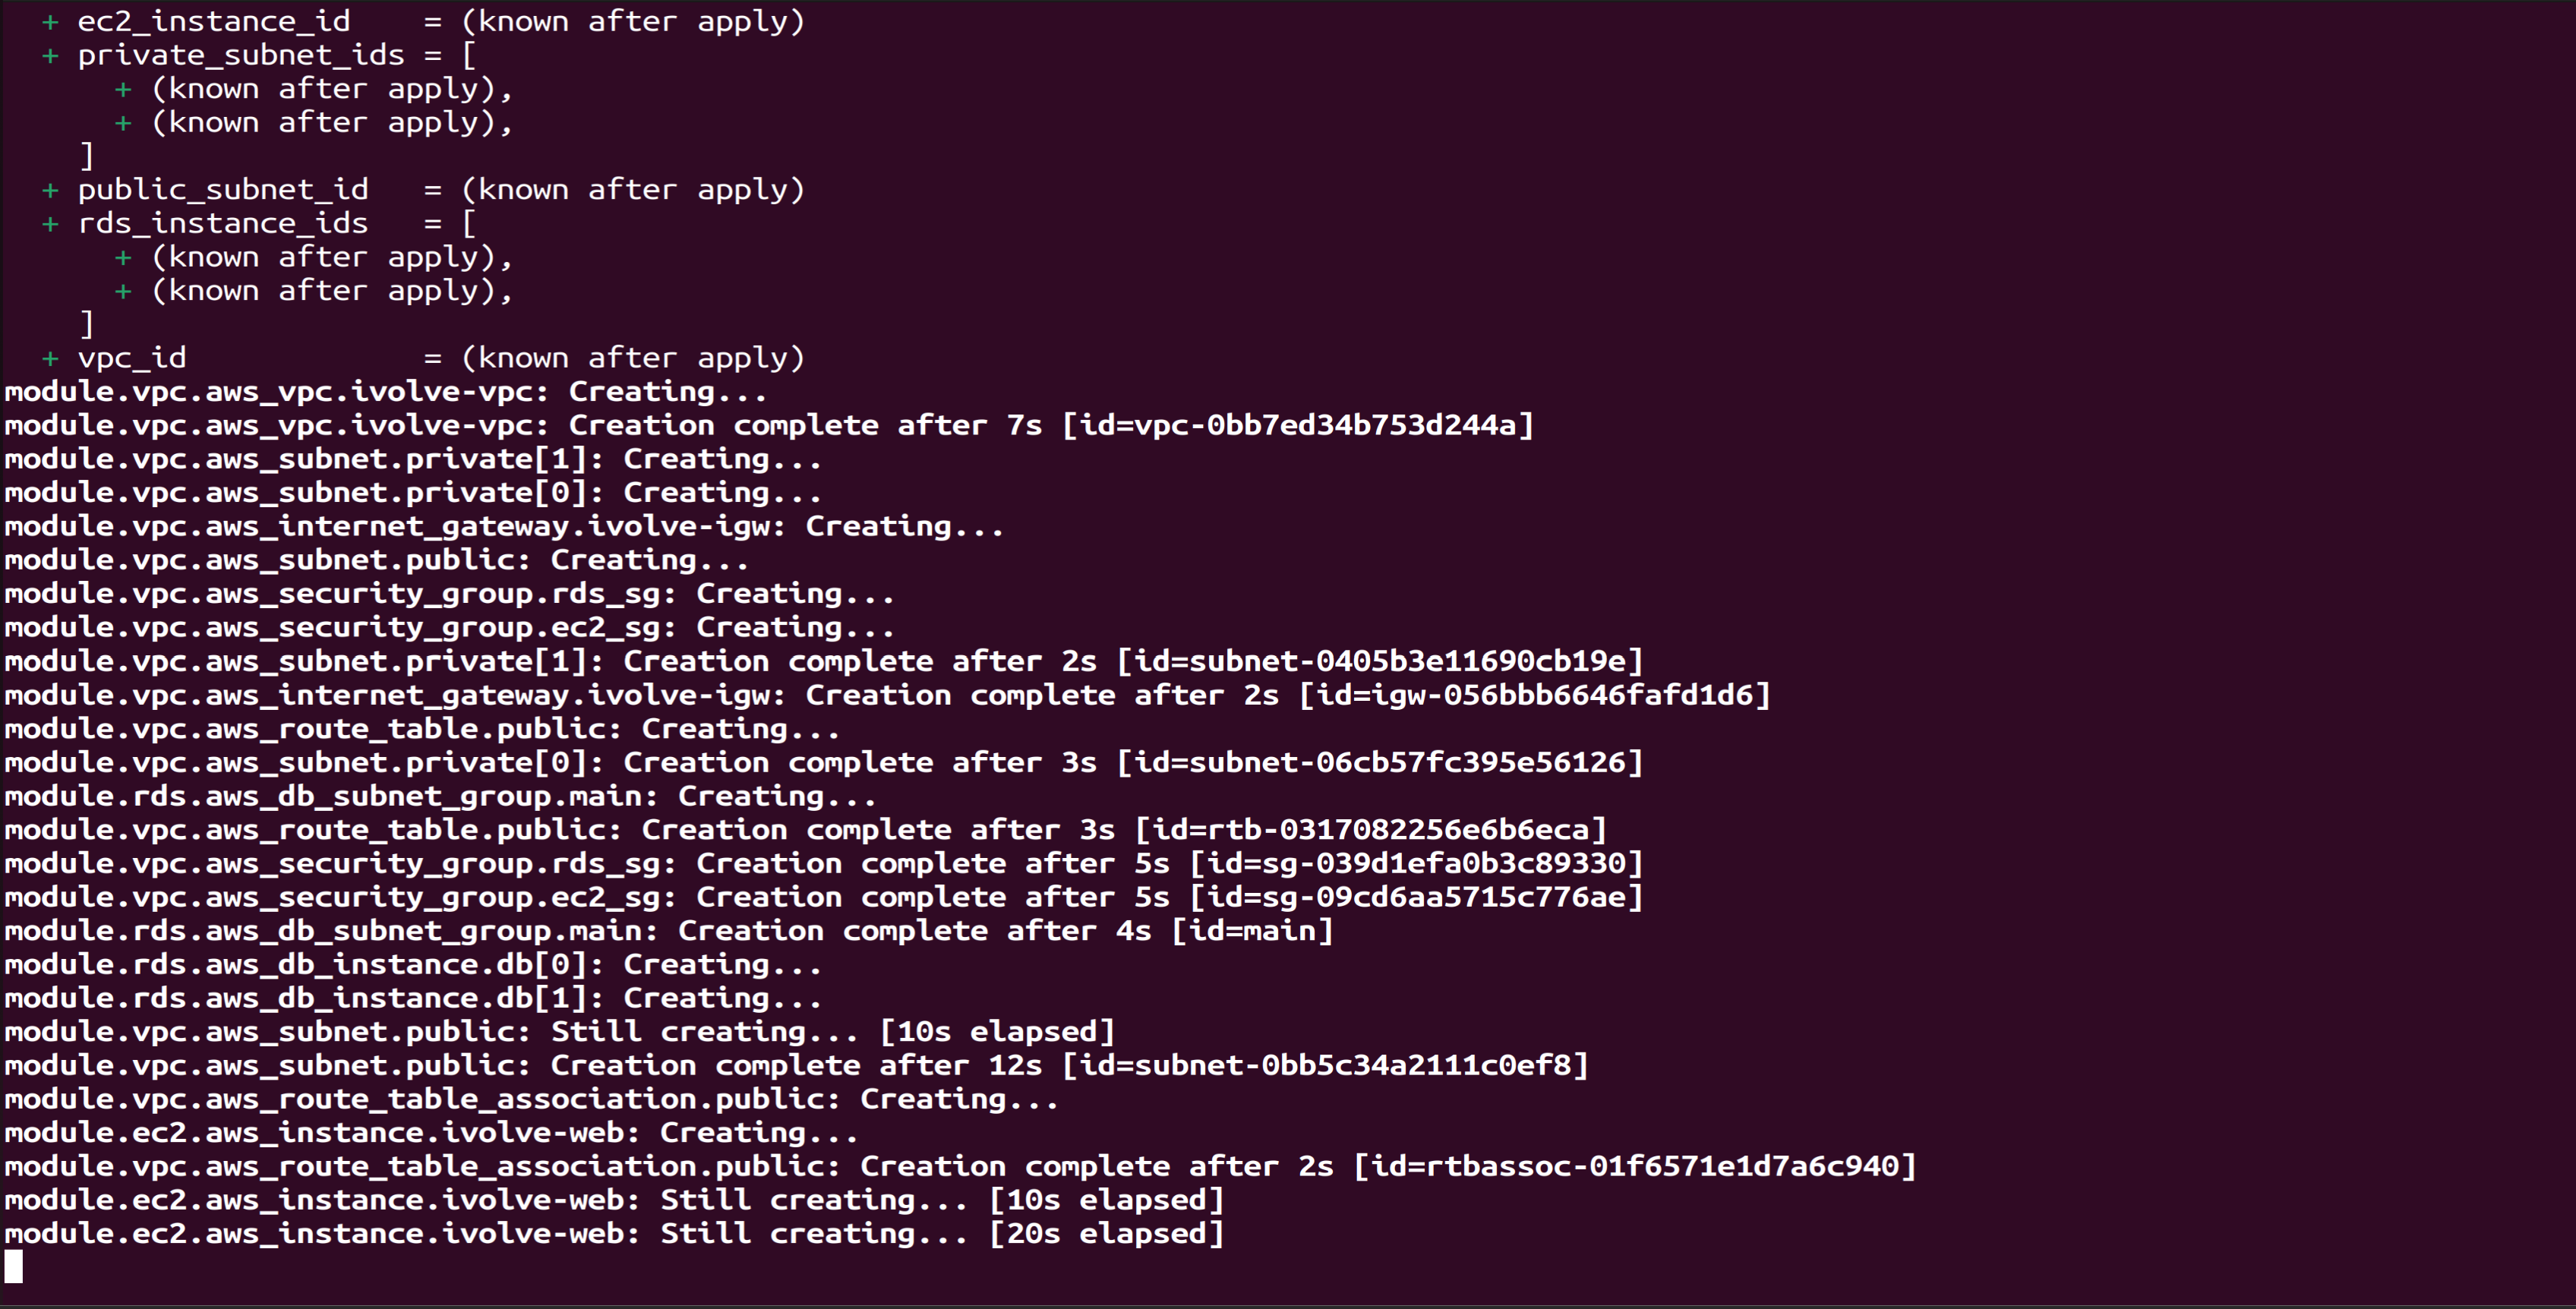 + ec2_instance_id    = (known after apply)
  + private_subnet_ids = [
      + (known after apply),
      + (known after apply),
    ]
  + public_subnet_id   = (known after apply)
  + rds_instance_ids   = [
      + (known after apply),
      + (known after apply),
    ]
  + vpc_id             = (known after apply)
module.vpc.aws_vpc.ivolve-vpc: Creating...
module.vpc.aws_vpc.ivolve-vpc: Creation complete after 7s [id=vpc-0bb7ed34b753d244a]
module.vpc.aws_subnet.private[1]: Creating...
module.vpc.aws_subnet.private[0]: Creating...
module.vpc.aws_internet_gateway.ivolve-igw: Creating...
module.vpc.aws_subnet.public: Creating...
module.vpc.aws_security_group.rds_sg: Creating...
module.vpc.aws_security_group.ec2_sg: Creating...
module.vpc.aws_subnet.private[1]: Creation complete after 2s [id=subnet-0405b3e11690cb19e]
module.vpc.aws_internet_gateway.ivolve-igw: Creation complete after 2s [id=igw-056bbb6646fafd1d6]
module.vpc.aws_route_table.public: Creating...
module.vpc.aws_subnet.private[0]: Creation complete after 3s [id=subnet-06cb57fc395e56126]
module.rds.aws_db_subnet_group.main: Creating...
module.vpc.aws_route_table.public: Creation complete after 3s [id=rtb-0317082256e6b6eca]
module.vpc.aws_security_group.rds_sg: Creation complete after 5s [id=sg-039d1efa0b3c89330]
module.vpc.aws_security_group.ec2_sg: Creation complete after 5s [id=sg-09cd6aa5715c776ae]
module.rds.aws_db_subnet_group.main: Creation complete after 4s [id=main]
module.rds.aws_db_instance.db[0]: Creating...
module.rds.aws_db_instance.db[1]: Creating...
module.vpc.aws_subnet.public: Still creating... [10s elapsed]
module.vpc.aws_subnet.public: Creation complete after 12s [id=subnet-0bb5c34a2111c0ef8]
module.vpc.aws_route_table_association.public: Creating...
module.ec2.aws_instance.ivolve-web: Creating...
module.vpc.aws_route_table_association.public: Creation complete after 2s [id=rtbassoc-01f6571e1d7a6c940]
module.ec2.aws_instance.ivolve-web: Still creating... [10s elapsed]
module.ec2.aws_instance.ivolve-web: Still creating... [20s elapsed]